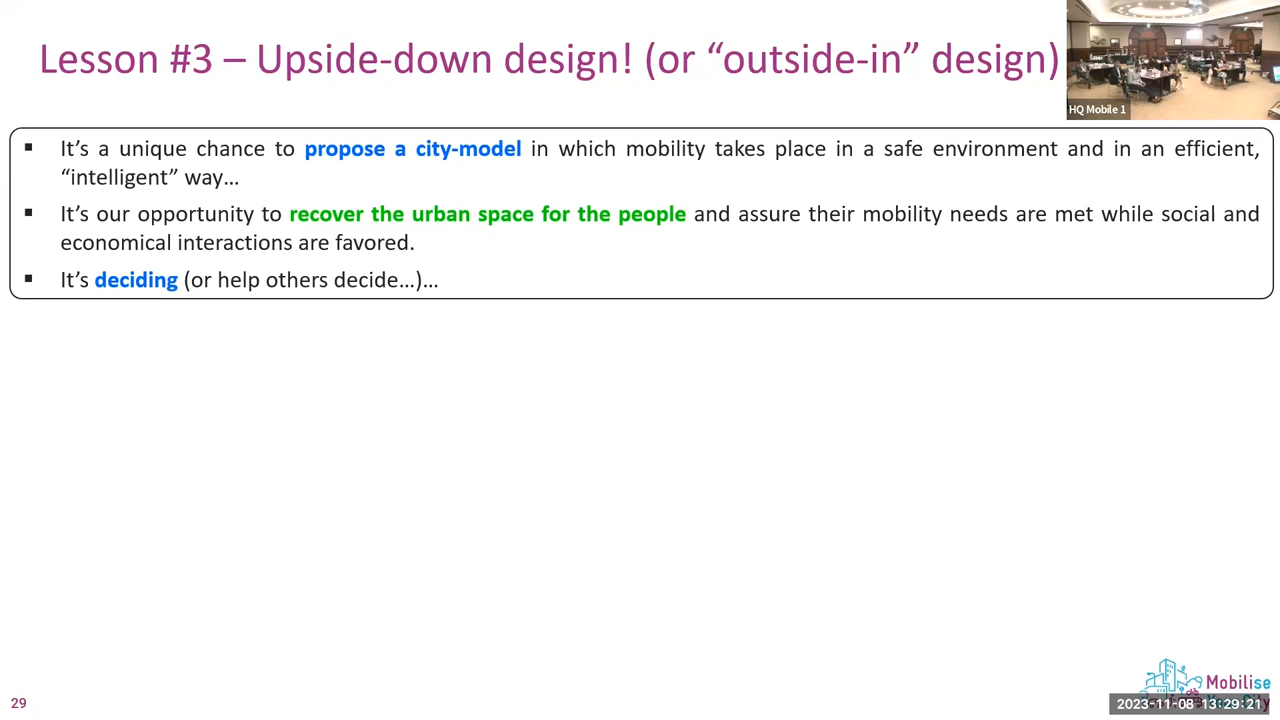 Lesson #3 – Upside-down design! (or “outside-in” design)
HQ Mobile 1
▪ It’s a unique chance to propose a city-model in which mobility takes place in a safe environment and in an efficient,
“intelligent” way…
▪ It’s our opportunity to recover the urban space for the people and assure their mobility needs are met while social and
economical interactions are favored.
▪ It’s deciding (or help others decide…)…
Mobilise
29
2023-11-08 13:29:21